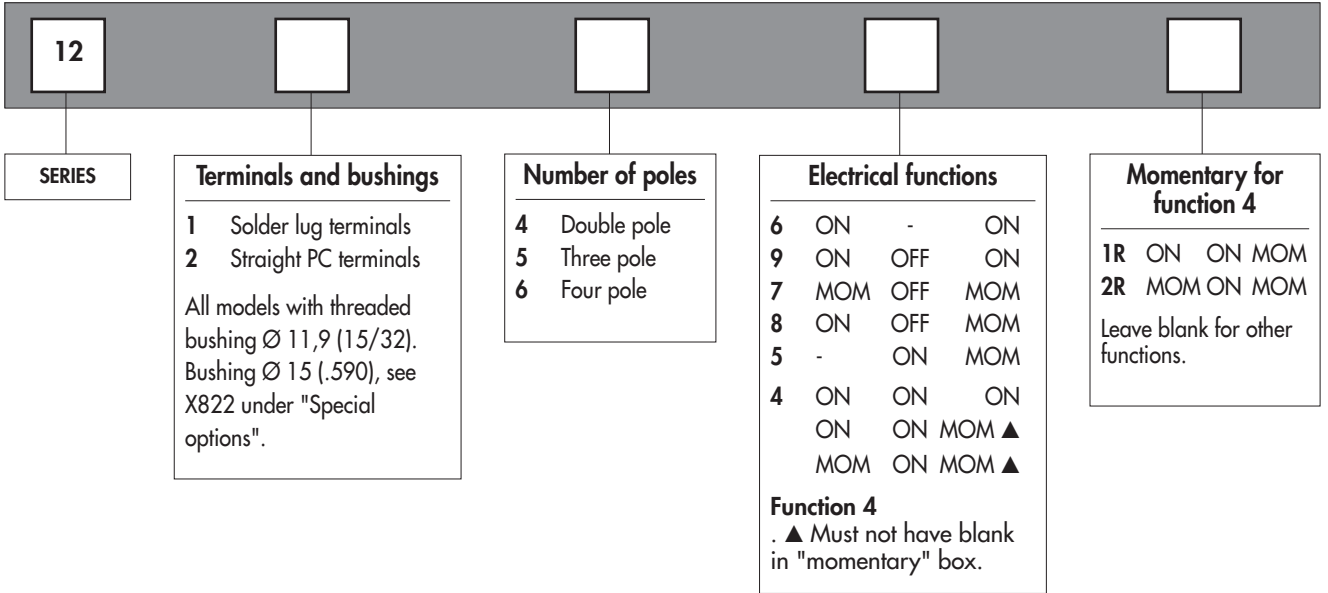 12
SERIES
Terminals and bushings
1 Solder lug terminals
2 Straight PC terminals
All models with threaded
bushing Ø 11,9 (15/32).
Bushing Ø 15 (.590), see
X822 under "Special
options".
Number of poles
4 Double pole
5 Three pole
6 Four pole
Electrical functions
6 ON - ON
9 ON OFF ON
7 MOM OFF MOM
8 ON OFF MOM
5 - ON MOM
4 ON ON ON
ON ON MOM ▲
MOM ON MOM ▲
Function 4
. ▲ Must not have blank
in "momentary" box.
Momentary for
function 4
1R ON ON MOM
2R MOM ON MOM
Leave blank for other
functions.